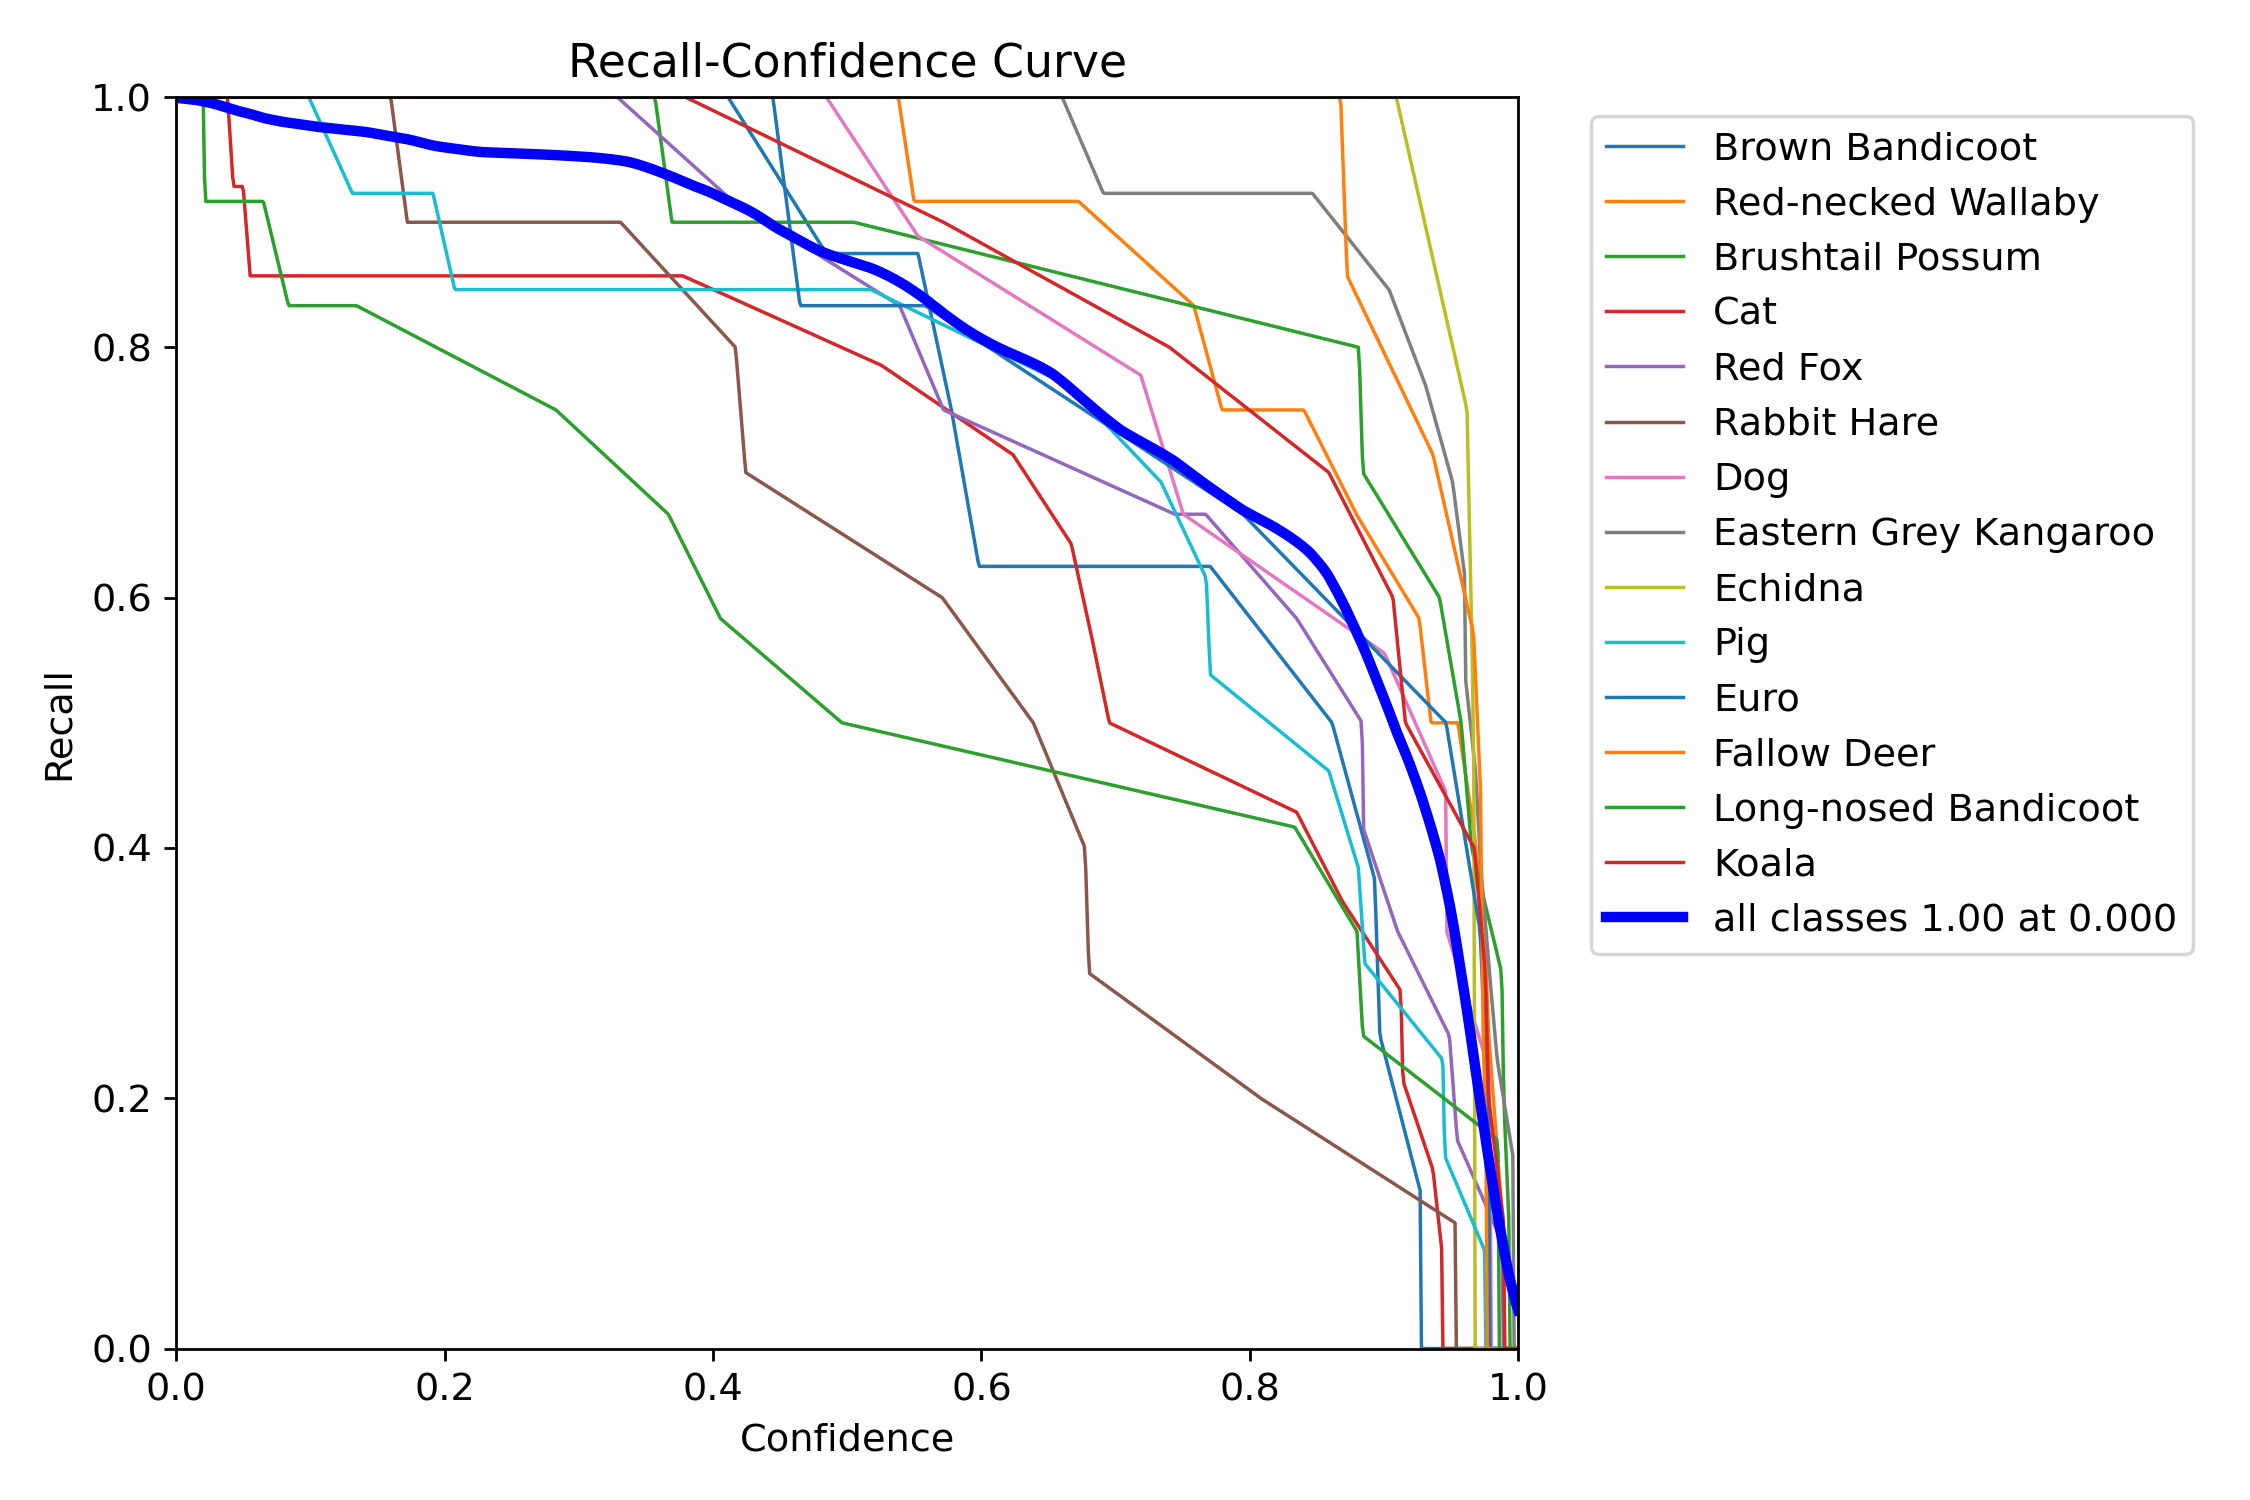 Recall-Confidence Curve
1.0
0.8
0.6
0.4
0.2
0.0
Recall
0.0 0.2 0.4 0.6 0.8 1.0
Confidence
Brown Bandicoot
Red-necked Wallaby
Brushtail Possum
Cat
Red Fox
Rabbit Hare
Dog
Eastern Grey Kangaroo
Echidna
Pig
Euro
Fallow Deer
Long-nosed Bandicoot
Koala
all classes 1.00 at 0.000